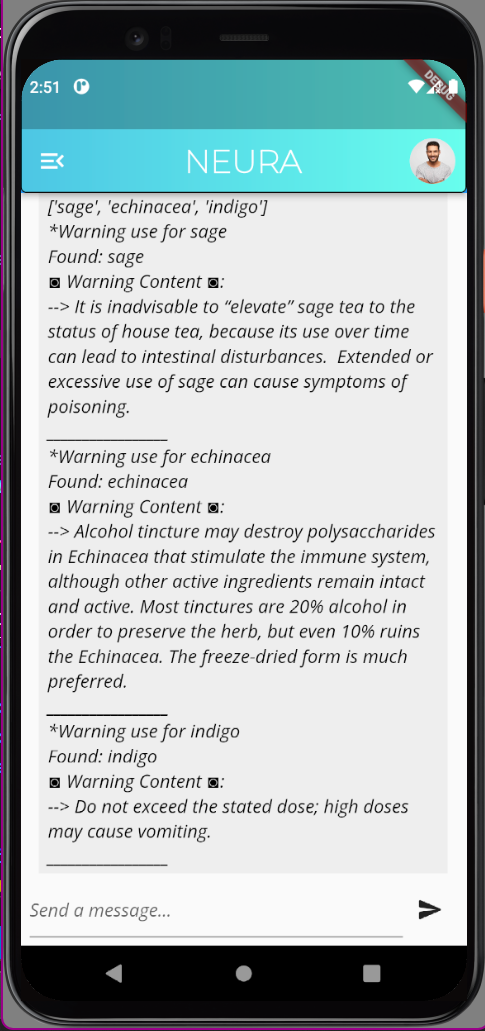 2:51
DEBUG
NEURA
['sage', 'echinacea', 'indigo']
*Warning use for sage
Found: sage
◙ Warning Content ◙:
--> It is inadvisable to “elevate” sage tea to the
status of house tea, because its use over time
can lead to intestinal disturbances.  Extended or
excessive use of sage can cause symptoms of
poisoning.
________________
*Warning use for echinacea
Found: echinacea
◙ Warning Content ◙:
--> Alcohol tincture may destroy polysaccharides
in Echinacea that stimulate the immune system,
although other active ingredients remain intact
and active. Most tinctures are 20% alcohol in
order to preserve the herb, but even 10% ruins
the Echinacea. The freeze-dried form is much
preferred.
________________
*Warning use for indigo
Found: indigo
◙ Warning Content ◙:
--> Do not exceed the stated dose; high doses
may cause vomiting.
________________
Send a message...